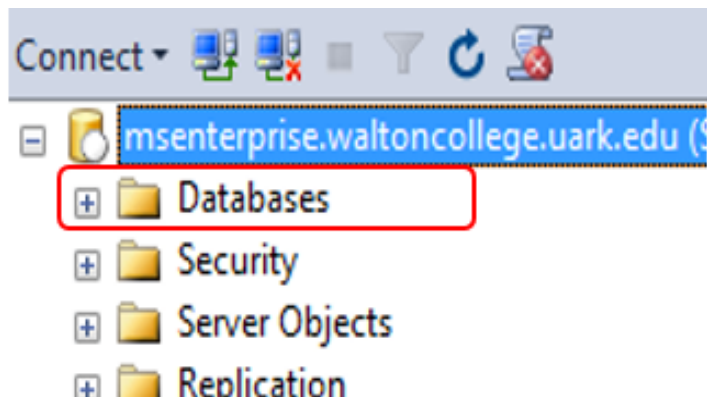 Connect
msenterprise.waltoncollege.uark.edu (S
Databases
Security
Server Objects
Replication